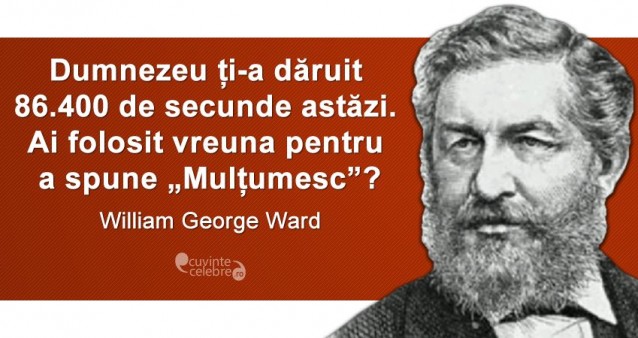 Dumnezeu ți-a dăruit
86.400 de secunde astăzi.
Ai folosit vreuna pentru
a spune „Mulțumesc”?
William George Ward
cuvinte
celebre.ro